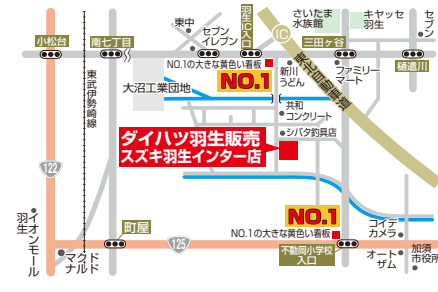 東中
セブン
イレブン
羽生IC入口
IC
さいたま
水族館
キヤッセ
羽生
セブン
小松台
南七丁目
三田ヶ谷
樋遣川
NO.1の大きな黄色い看板
NO.1
新川
うどん
ファミリー
マート
東北自動車道
大沼工業団地
東武伊勢崎線
共和
コンクリート
シバタ釣具店
ダイハツ羽生販売
スズキ羽生インター店
122
イオンモール
羽生
町屋
NO.1
NO.1の大きな黄色い看板
コイデ
カメラ
125
マクド
ナルド
不動岡小学校
入口
オート
ザム
加須
市役所